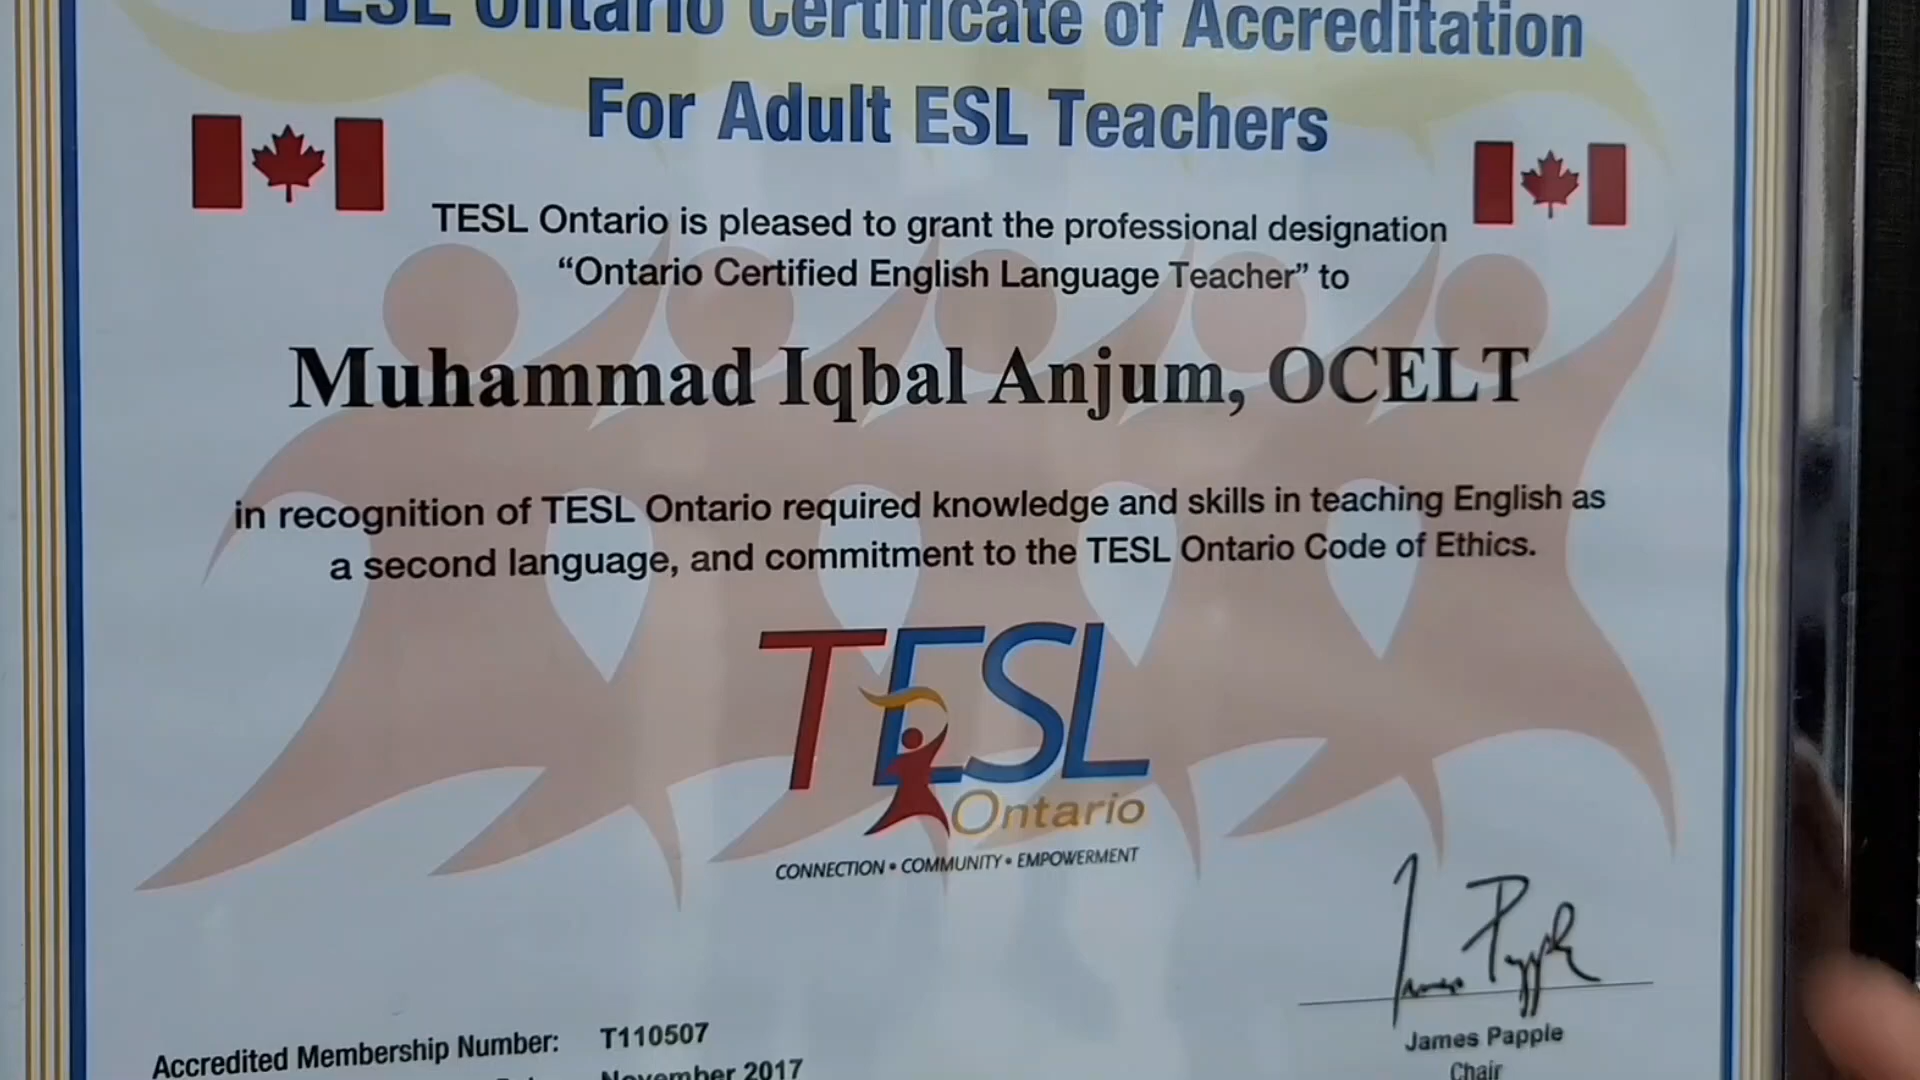 TESL Ontario Certificate of Accreditation
For Adult ESL Teachers
TESL Ontario is pleased to grant the professional designation
“Ontario Certified English Language Teacher” to
Muhammad Iqbal Anjum, OCELT
in recognition of TESL Ontario required knowledge and skills in teaching English as
a second language, and commitment to the TESL Ontario Code of Ethics.
TESL
Ontario
CONNECTION • COMMUNITY • EMPOWERMENT
James Papple
Accredited Membership Number: T110507
James Papple
November 2017
Chair